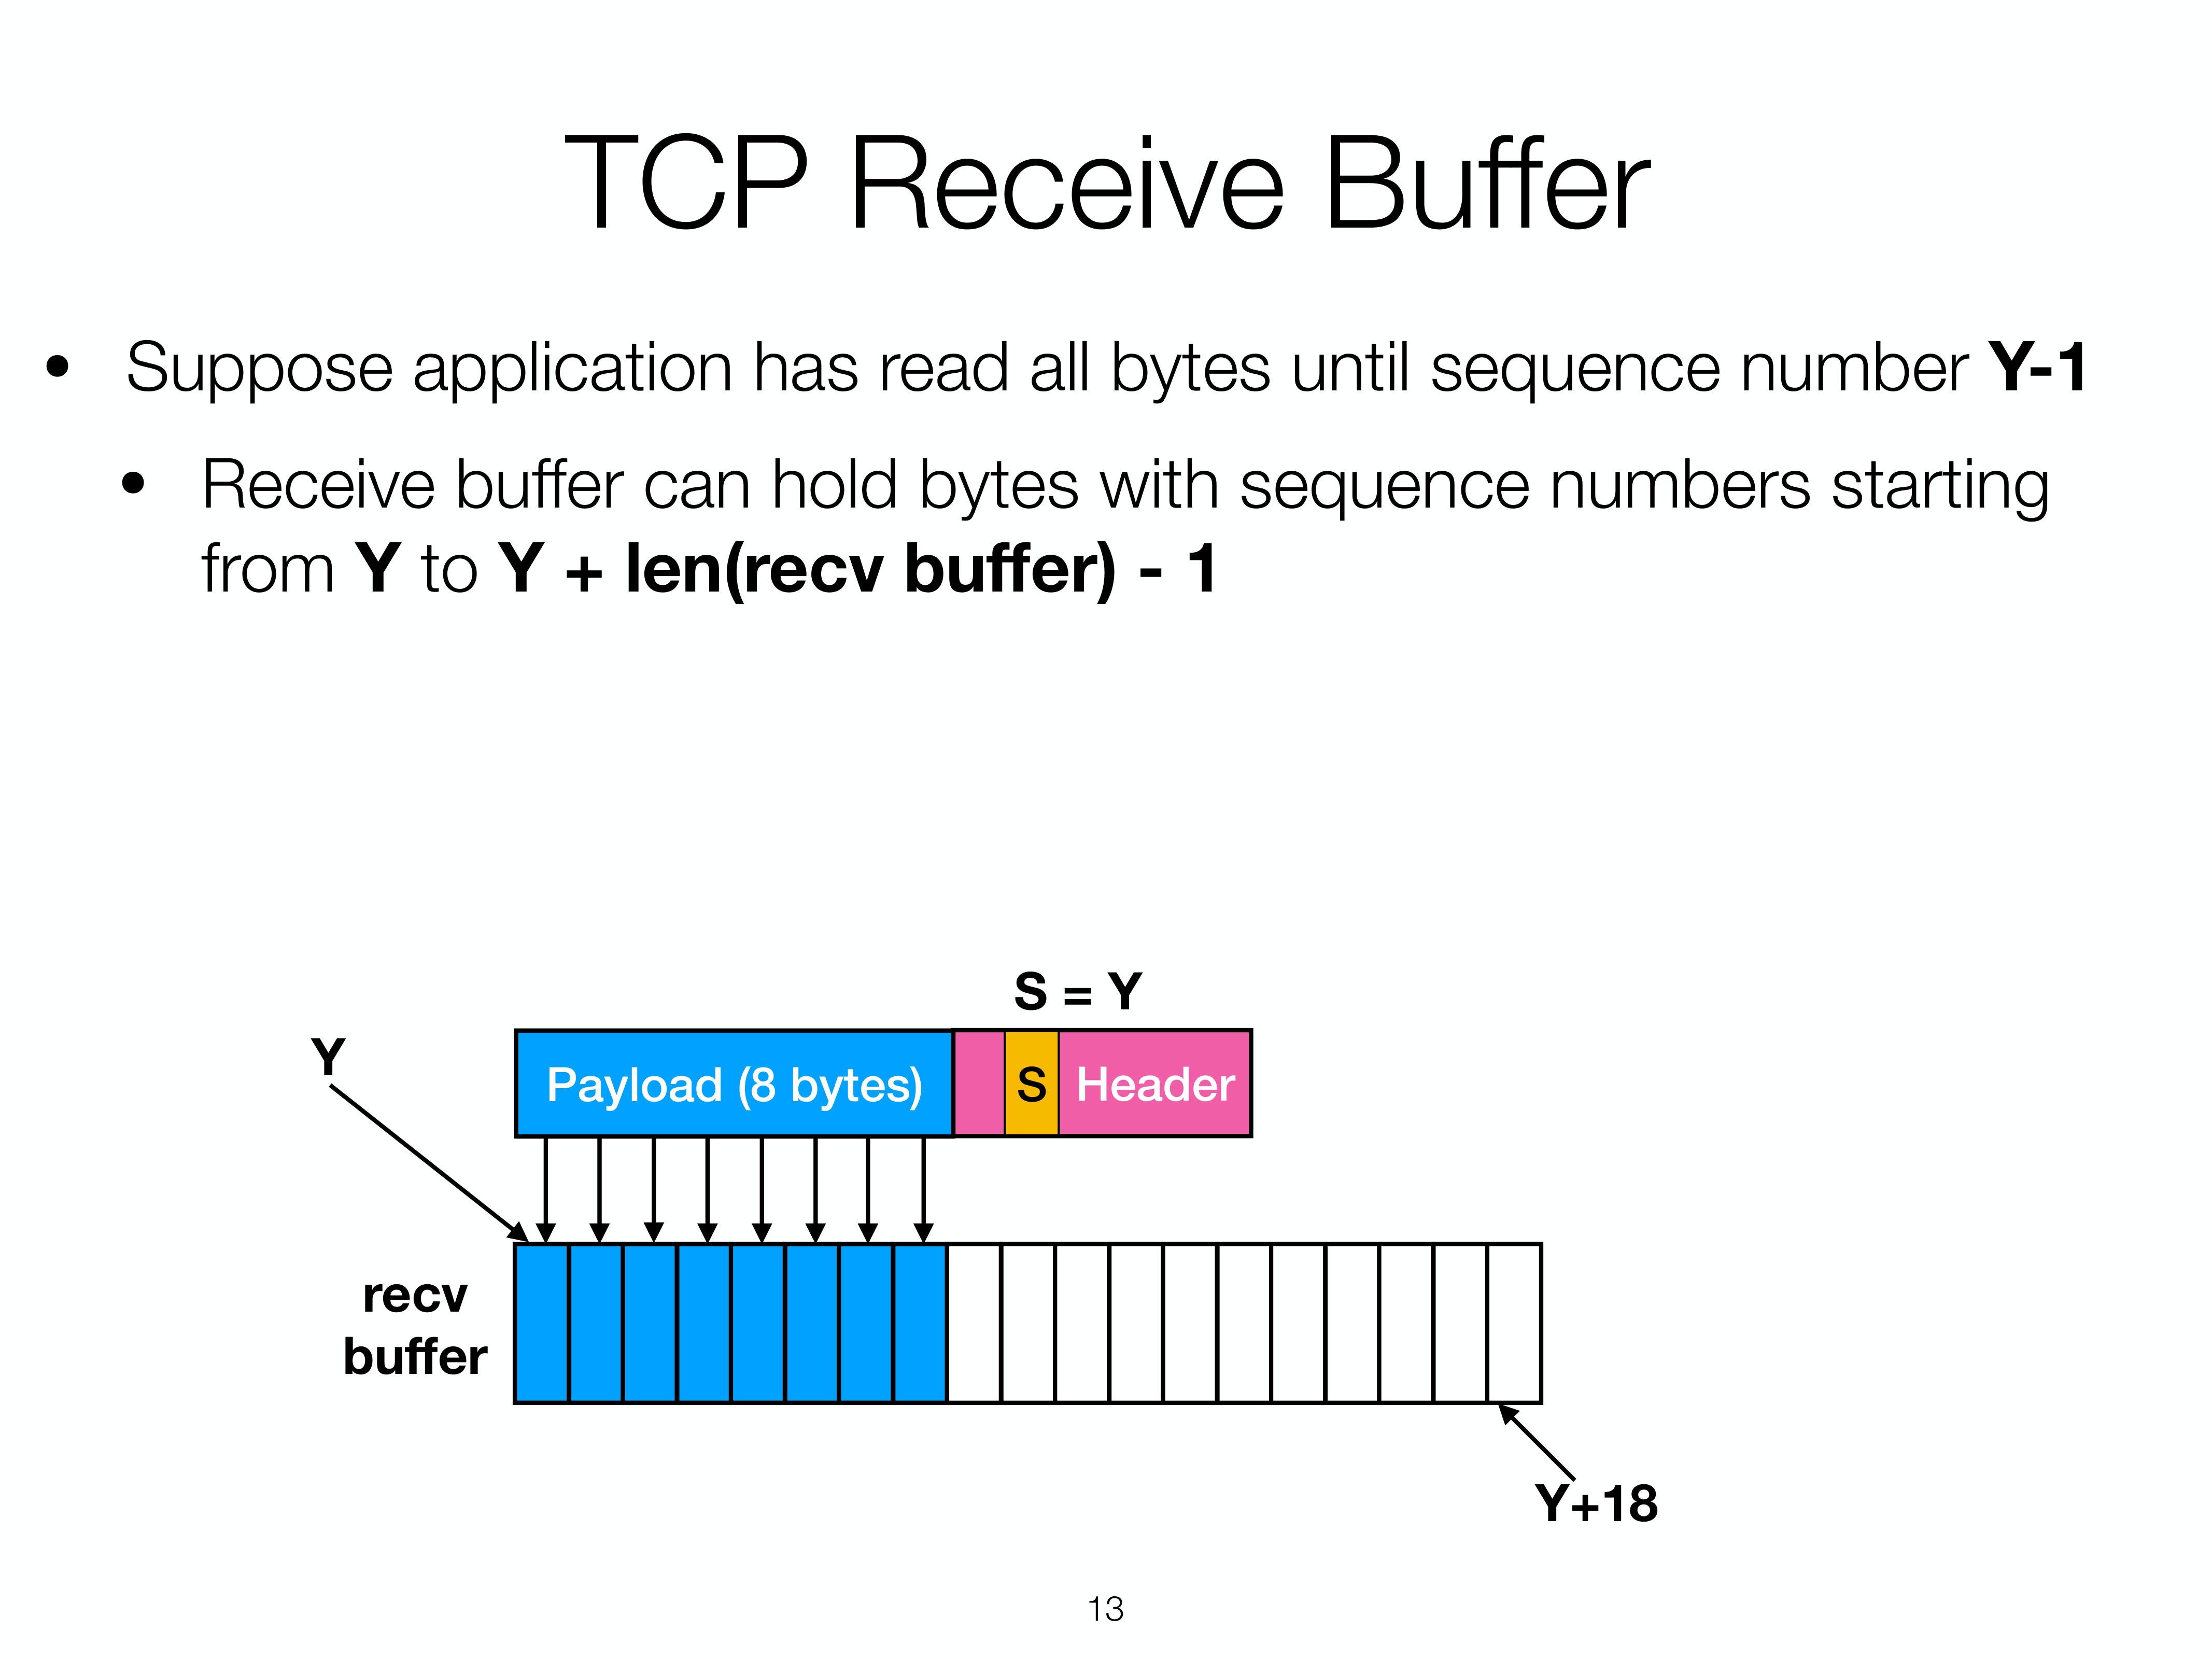 TCP Receive Buffer
• Suppose application has read all bytes until sequence number Y-1
• Receive buffer can hold bytes with sequence numbers starting
from Y to Y + len(recv buffer) - 1
S = Y
Y
Payload (8 bytes) S Header
recv
buffer
Y+18
13